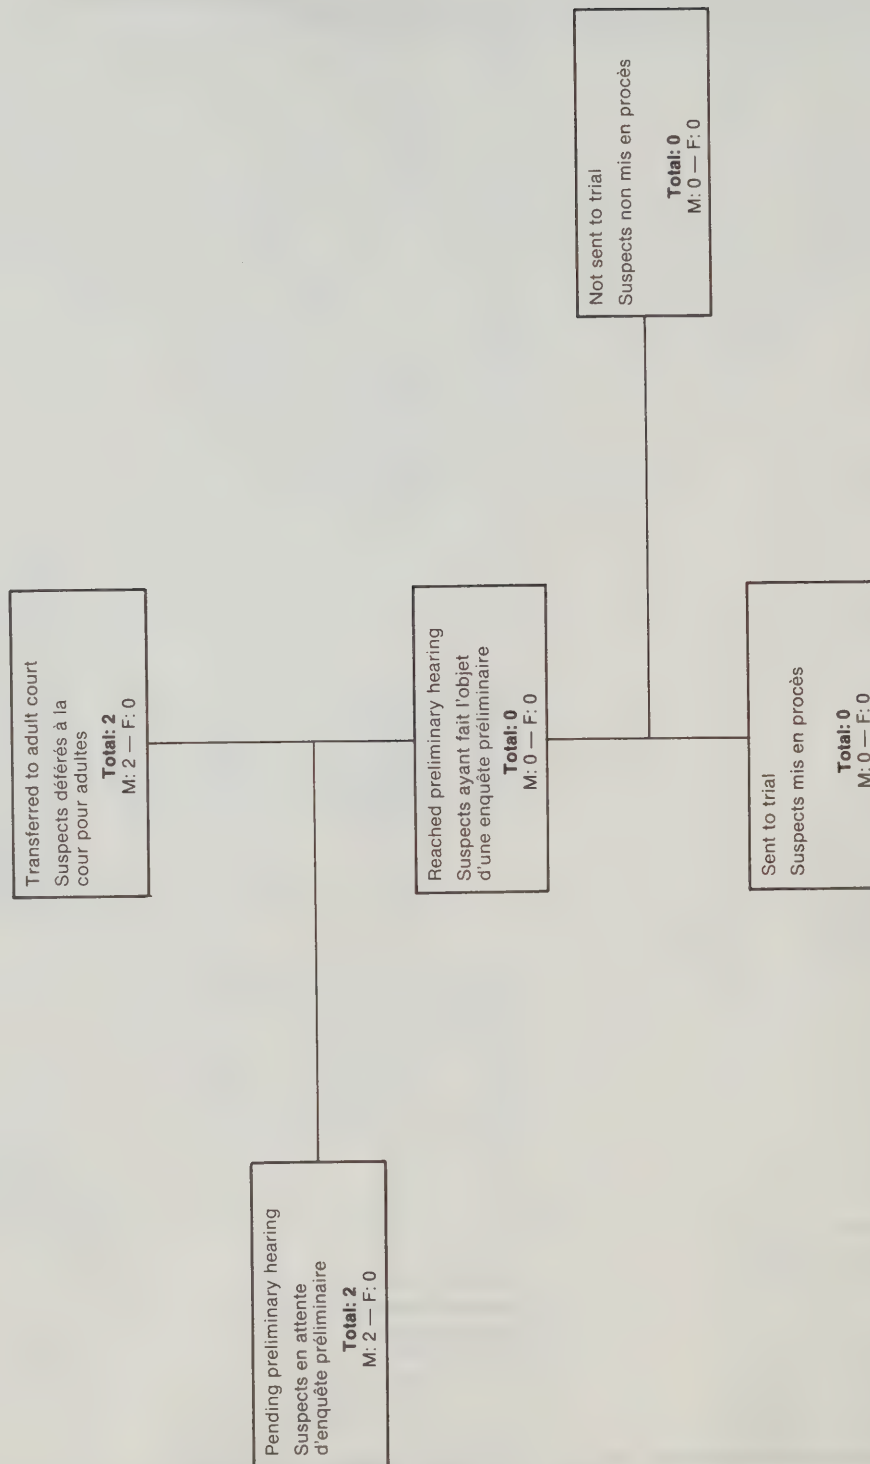 Transferred to adult court
Suspects déférés à la
cour pour adultes
Total: 2
M: 2 — F: 0
Pending preliminary hearing
Suspects en attente
d'enquête préliminaire
Total: 2
M: 2 — F: 0
Reached preliminary hearing
Suspects ayant fait l'objet
d'une enquête préliminaire
Total: 0
M: 0 — F: 0
Not sent to trial
Suspects non mis en procès
Total: 0
M: 0 — F: 0
Sent to trial
Suspects mis en procès
Total: 0
M: 0 — F: 0